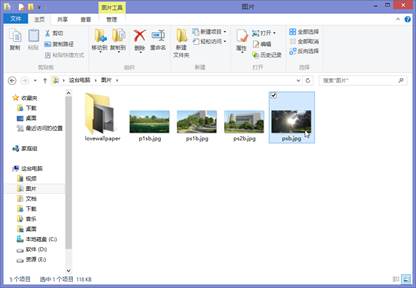 图片工具
图片
文件
主页
共享
查看
管理
复制
粘贴
剪切
复制路径
粘贴快捷方式
剪贴板
移动到
复制到
删除
重命名
组织
新建
文件夹
新建项目
轻松访问
新建
属性
打开
编辑
历史记录
打开
全部选择
全部取消
反向选择
选择
这台电脑
图片
搜索"图片"
收藏夹
下载
桌面
最近访问的位置
家庭组
这台电脑
视频
图片
文档
下载
音乐
桌面
本地磁盘 (C:)
软件 (D:)
资源 (E:)
lovewallpaper
p1sb.jpg
ps1b.jpg
ps2b.jpg
psb.jpg
5 个项目
选中 1 个项目
118 KB